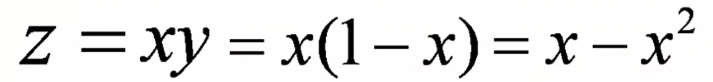 z = xy = x(1 − x) = x − x²